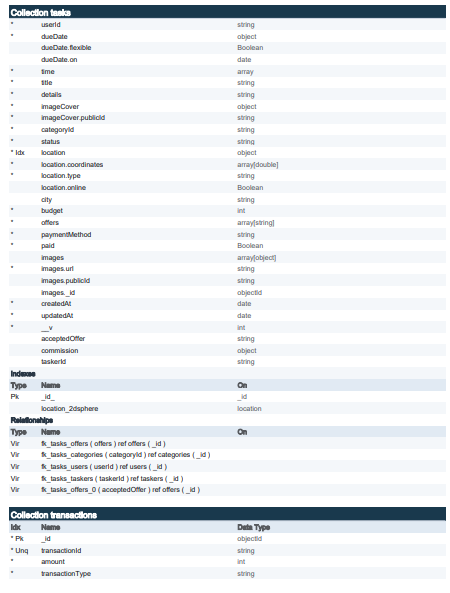 Collection tasks
* userId string
* dueDate object
dueDate.flexible Boolean
dueDate.on date
* time array
* title string
* details string
* imageCover object
* imageCover.publicId string
* categoryId string
* status string
* Idx location object
* location.coordinates array[double]
* location.type string
location.online Boolean
city string
* budget int
* offers array[string]
* paymentMethod string
* paid Boolean
images array[object]
* images.url string
images.publicId string
images._id objectId
* createdAt date
* updatedAt date
* __v int
acceptedOffer string
commission object
taskerId string
Indexes
Type Name On
Pk _id_ _id
location_2dsphere location
Relationships
Type Name On
Vir fk_tasks_offers ( offers ) ref offers ( _id )
Vir fk_tasks_categories ( categoryId ) ref categories ( _id )
Vir fk_tasks_users ( userId ) ref users ( _id )
Vir fk_tasks_taskers ( taskerId ) ref taskers ( _id )
Vir fk_tasks_offers_0 ( acceptedOffer ) ref offers ( _id )
Collection transactions
Idx Name Data Type
* Pk _id objectId
* Unq transactionId string
* amount int
* transactionType string